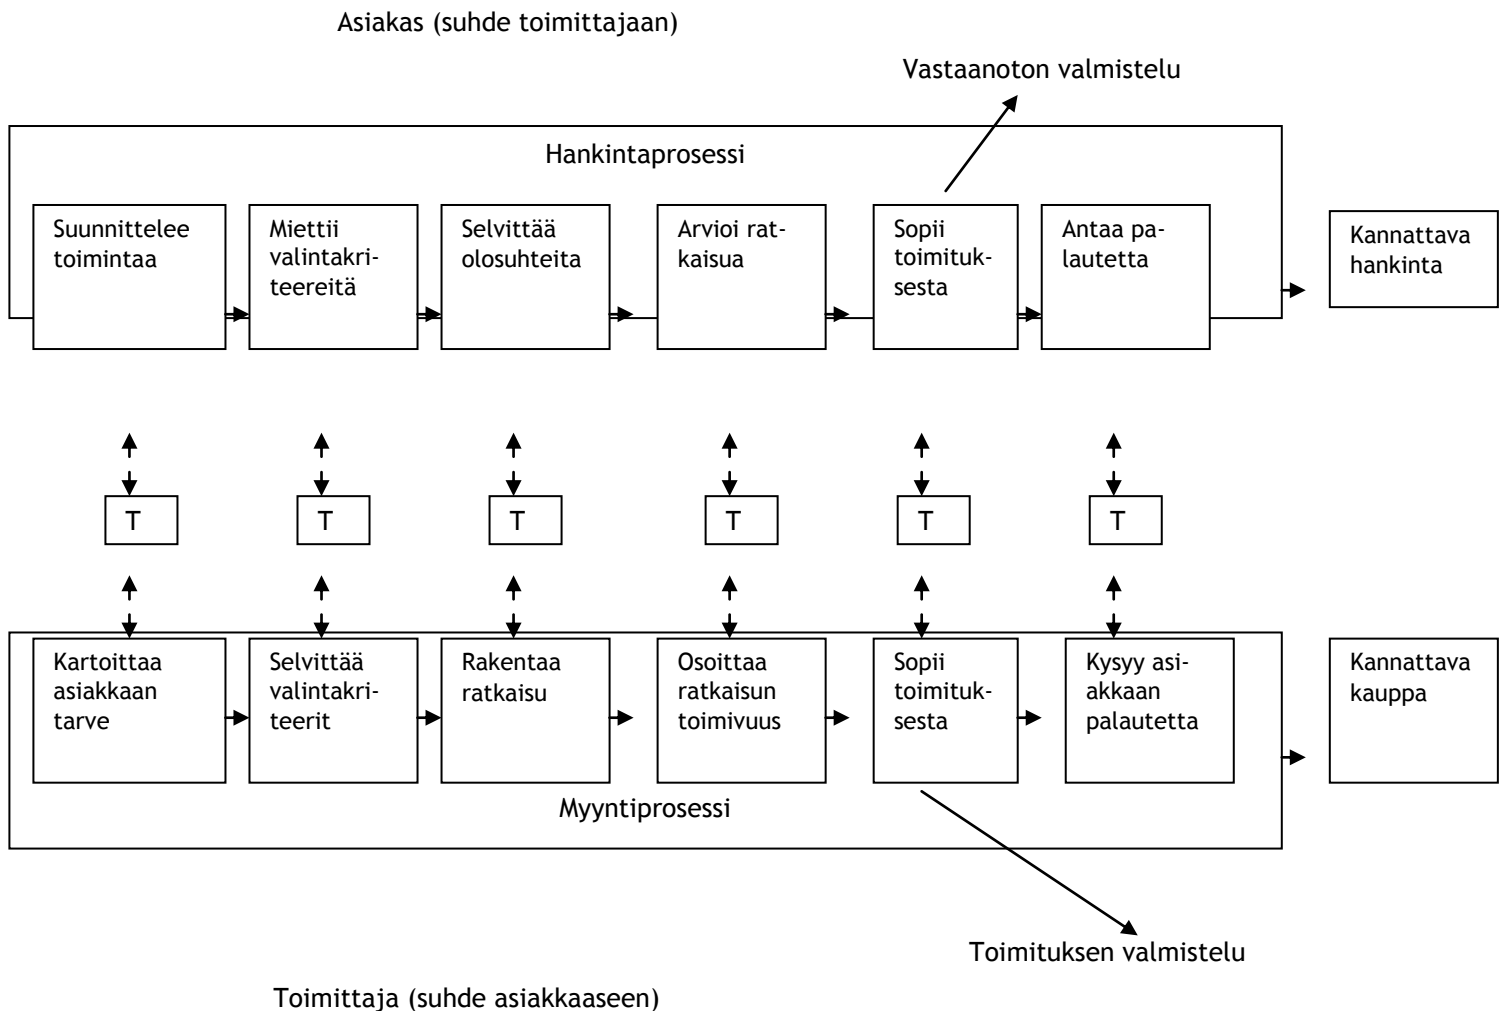 Asiakas (suhde toimittajaan)
Vastaanoton valmistelu
Hankintaprosessi
Suunnittelee
toimintaa
Miettii
valintakri-
teereitä
Selvittää
olosuhteita
Arvioi rat-
kaisua
Sopii
toimituk-
sesta
Antaa pa-
lautetta
Kannattava
hankinta
T
T
T
T
T
T
Kartoittaa
asiakkaan
tarve
Selvittää
valintakri-
teerit
Rakentaa
ratkaisu
Osoittaa
ratkaisun
toimivuus
Sopii
toimituk-
sesta
Kysyy asi-
akkaan
palautetta
Kannattava
kauppa
Myyntiprosessi
Toimituksen valmistelu
Toimittaja (suhde asiakkaaseen)